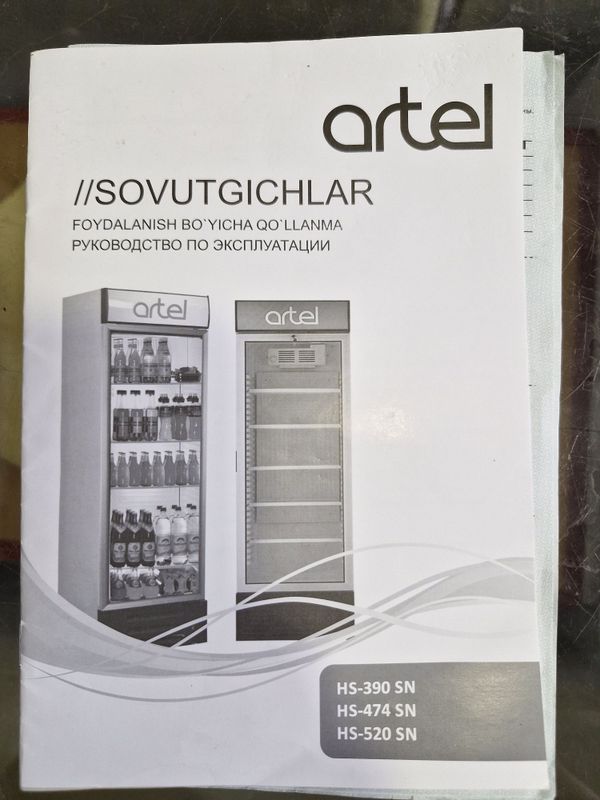 artel
//SOVUTGICHLAR
FOYDALANISH BO`YICHA QO`LLANMA
РУКОВОДСТВО ПО ЭКСПЛУАТАЦИИ
artel
artel
HS-390 SN
HS-474 SN
HS-520 SN